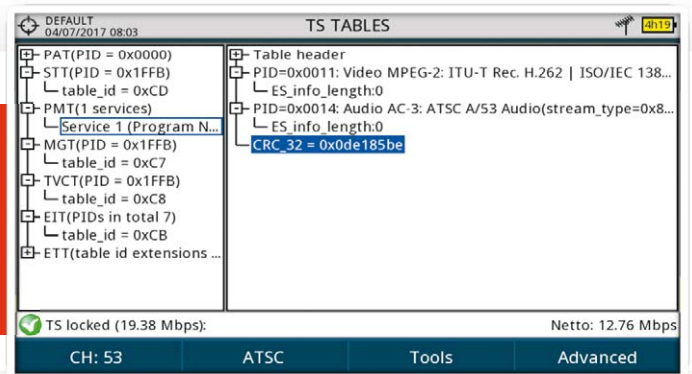 DEFAULT
04/07/2017 08:03
TS TABLES
4h19
PAT(PID = 0x0000)
STT(PID = 0x1FFB)
table_id = 0xCD
PMT(1 services)
Service 1 (Program N...
MGT(PID = 0x1FFB)
table_id = 0xC7
TVCT(PID = 0x1FFB)
table_id = 0xC8
EIT(PIDs in total 7)
table_id = 0xCB
ETT(table id extensions ...
Table header
PID=0x0011: Video MPEG-2: ITU-T Rec. H.262 | ISO/IEC 138...
ES_info_length:0
PID=0x0014: Audio AC-3: ATSC A/53 Audio(stream_type=0x8...
ES_info_length:0
CRC_32 = 0x0de185be
TS locked (19.38 Mbps):
Netto: 12.76 Mbps
CH: 53
ATSC
Tools
Advanced